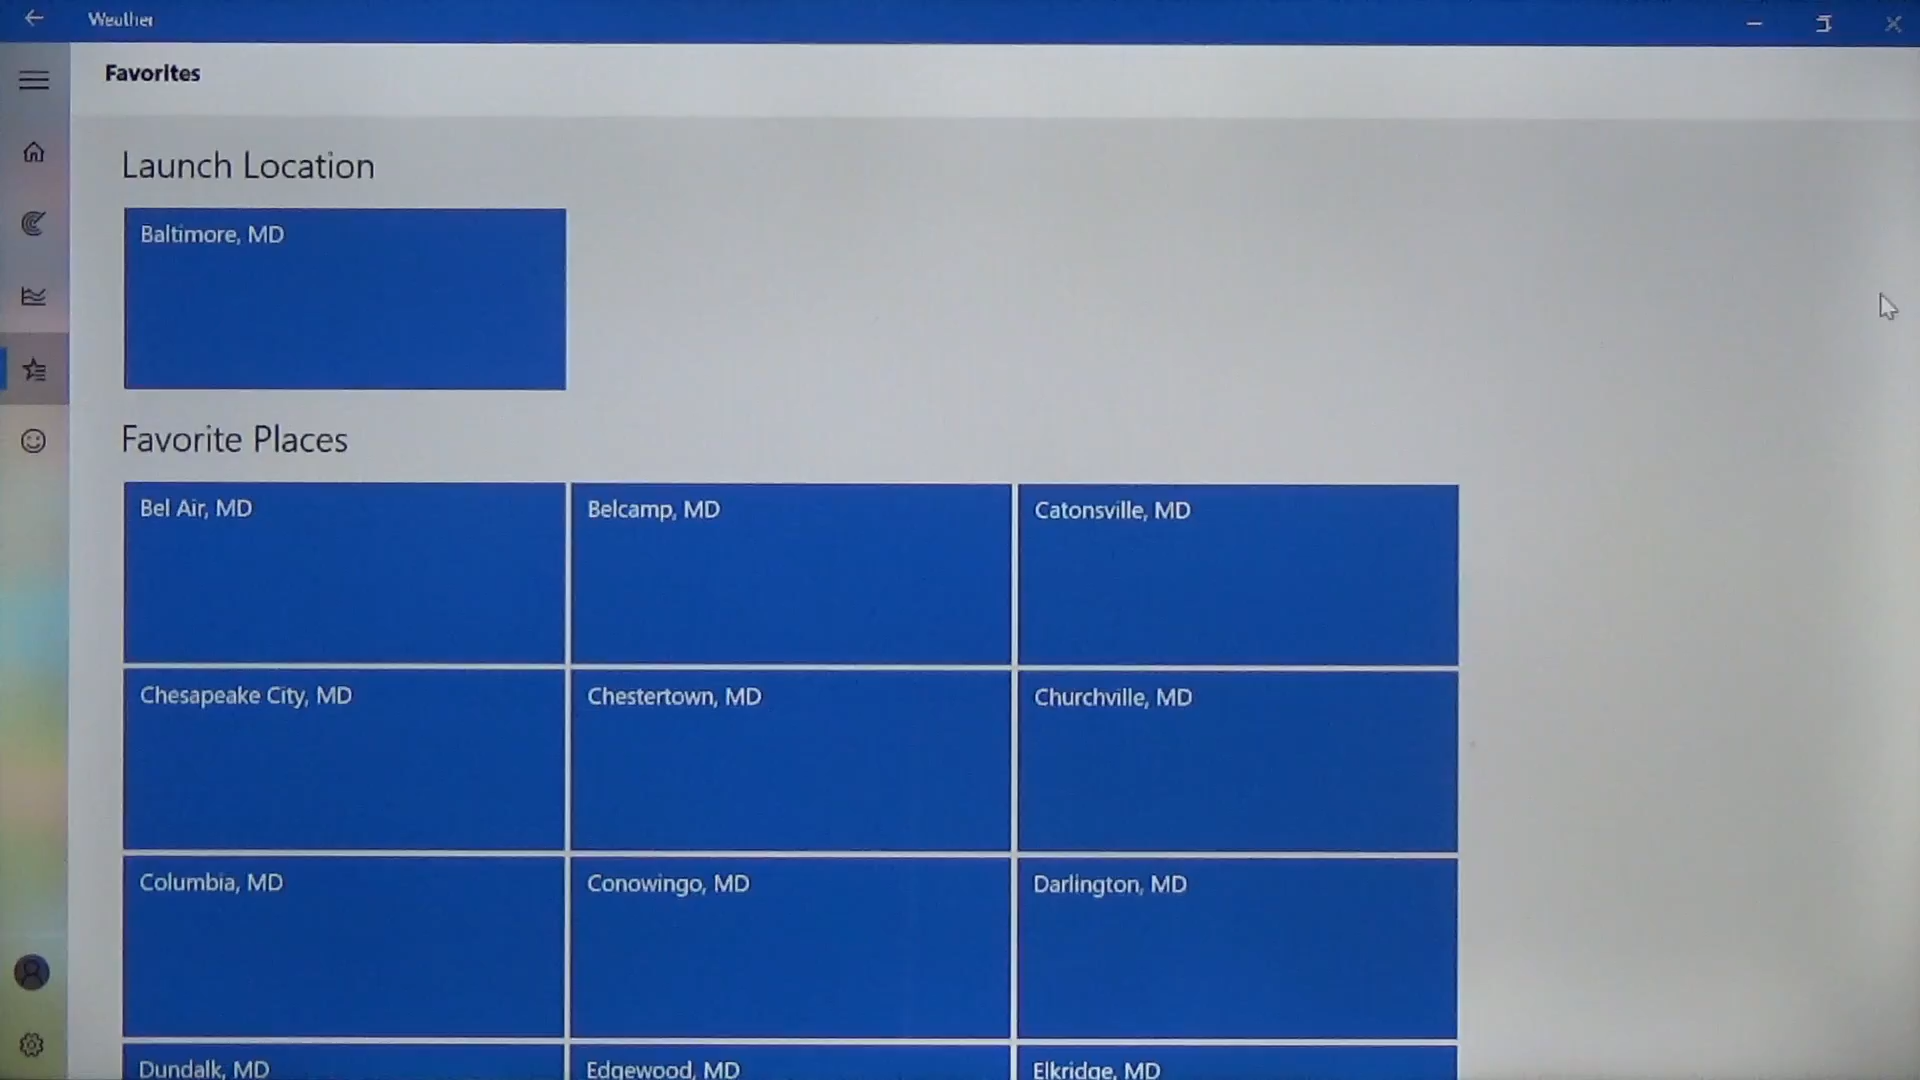 Weather
Favorites
Launch Location
Baltimore, MD
Favorite Places
Bel Air, MD
Belcamp, MD
Catonsville, MD
Chesapeake City, MD
Chestertown, MD
Churchville, MD
Columbia, MD
Conowingo, MD
Darlington, MD
Dundalk, MD
Edgewood, MD
Elkridge, MD